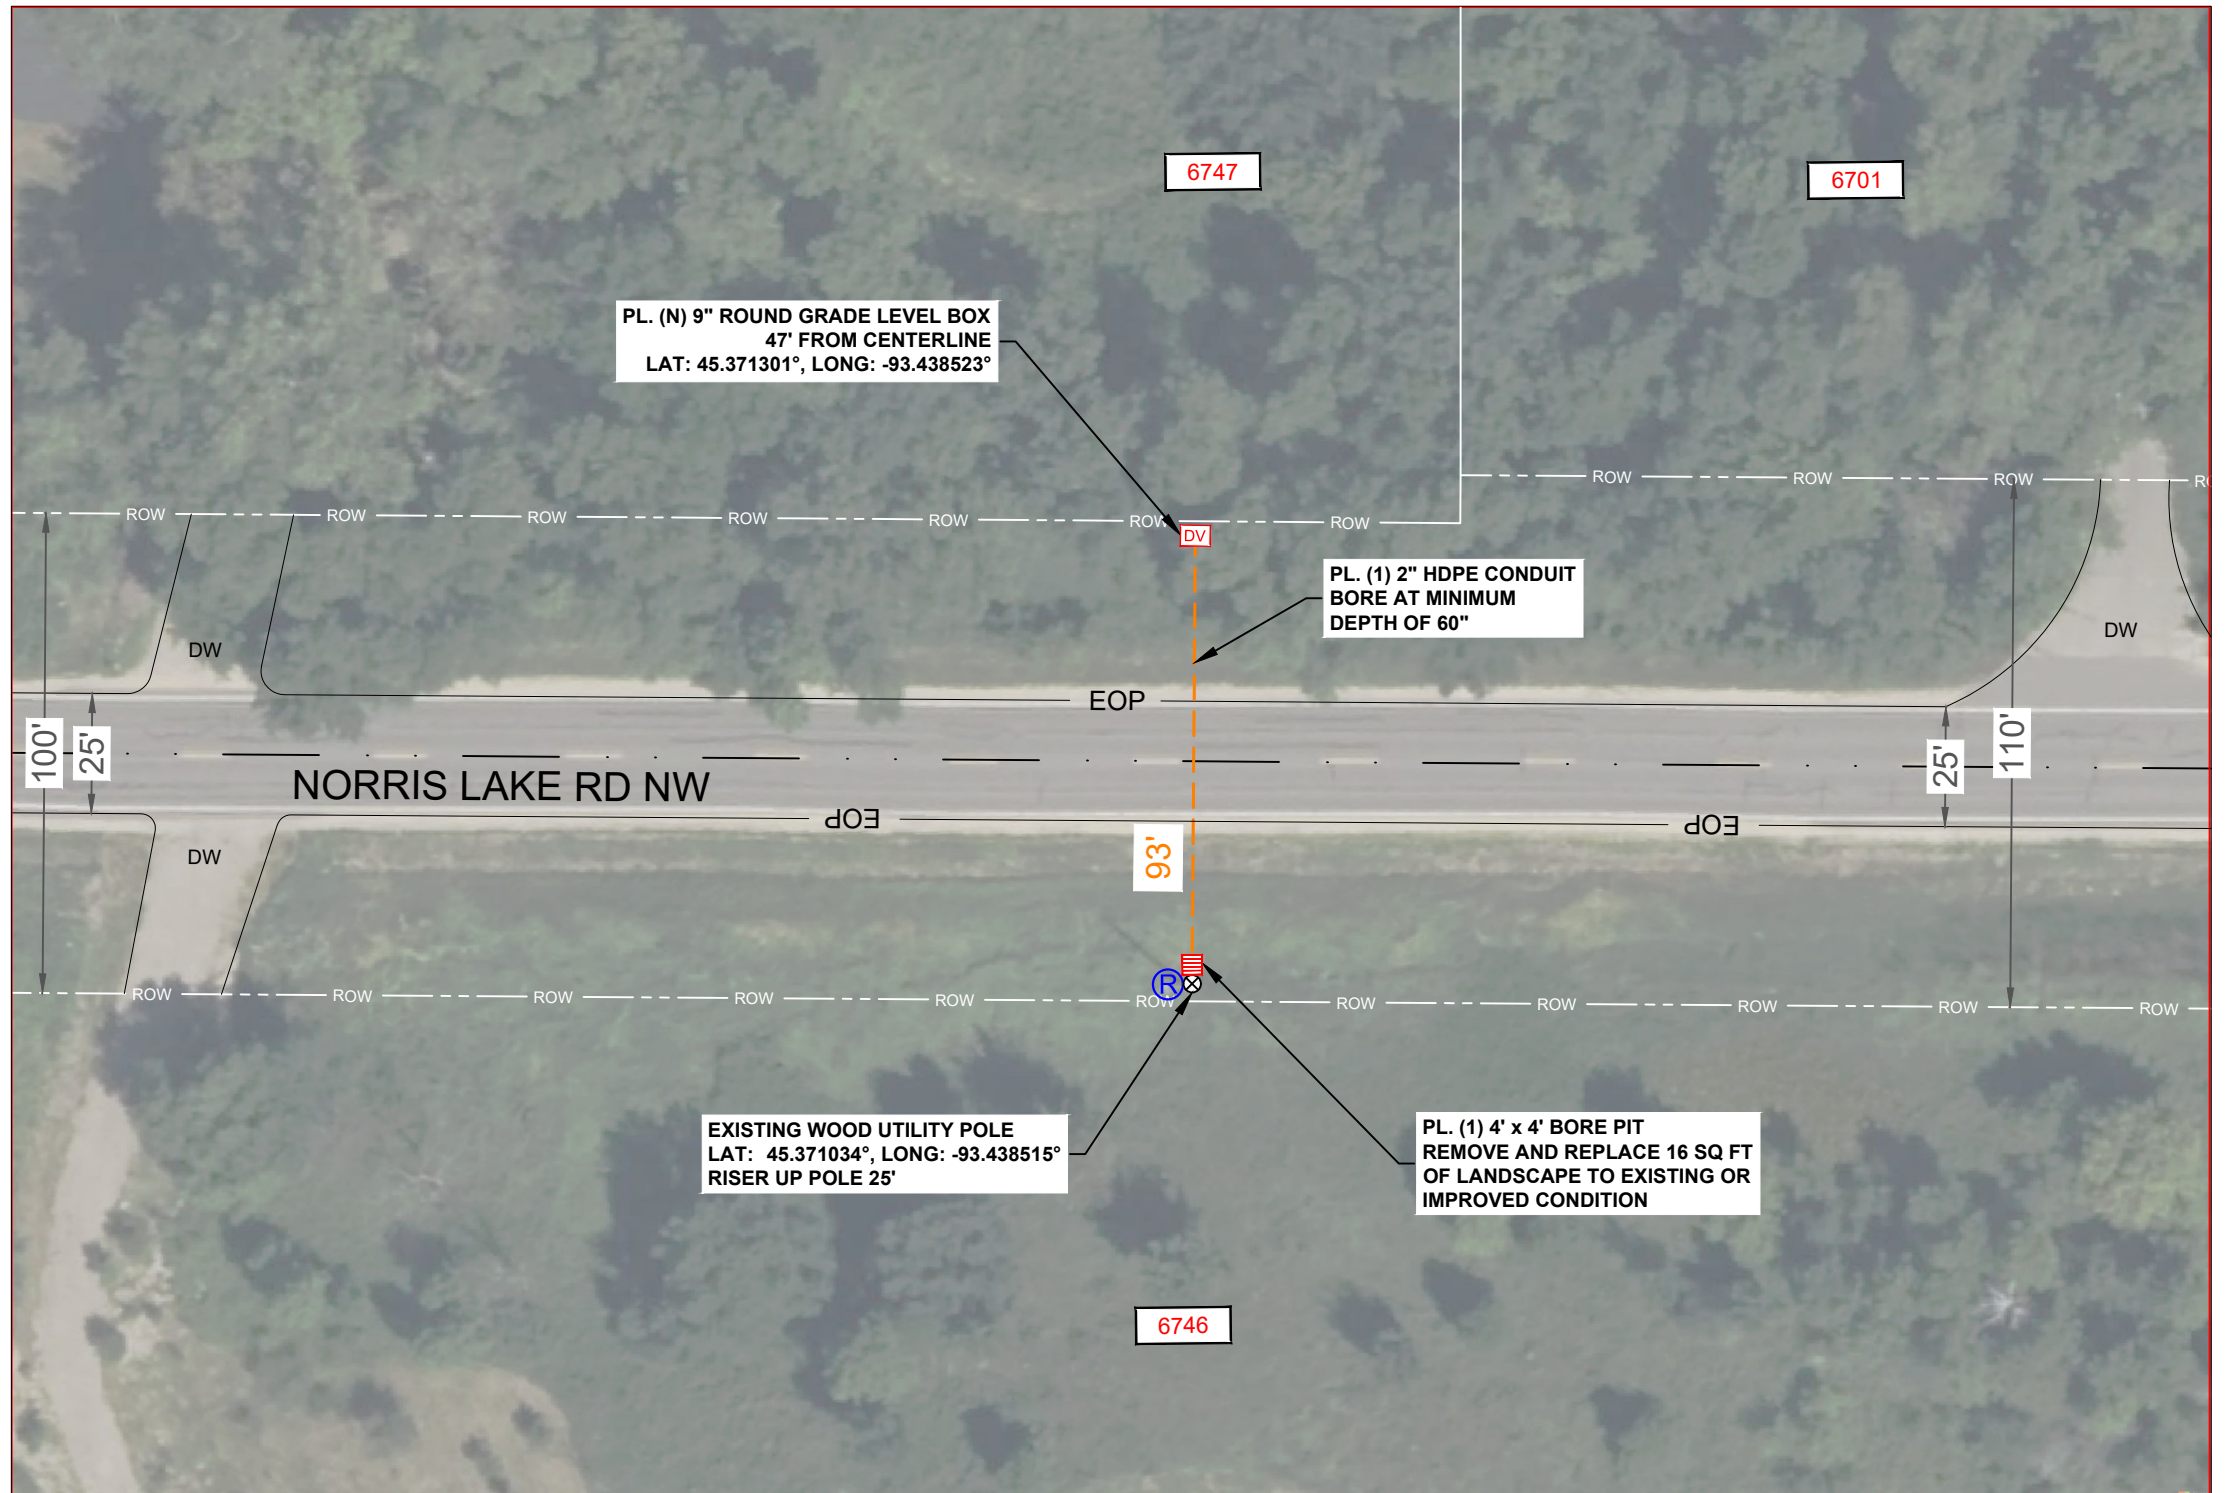 6747
6701
PL. (N) 9" ROUND GRADE LEVEL BOX
47' FROM CENTERLINE
LAT: 45.371301°, LONG: -93.438523°
ROW ROW ROW ROW
ROW ROW ROW ROW ROW ROW ROW
DV
PL. (1) 2" HDPE CONDUIT
BORE AT MINIMUM
DEPTH OF 60"
DW
DW
EOP
100'
25'
25'
110'
NORRIS LAKE RD NW
EOP
EOP
93'
DW
R
ROW ROW ROW ROW ROW ROW ROW ROW ROW ROW ROW
EXISTING WOOD UTILITY POLE
LAT: 45.371034°, LONG: -93.438515°
RISER UP POLE 25'
PL. (1) 4' x 4' BORE PIT
REMOVE AND REPLACE 16 SQ FT
OF LANDSCAPE TO EXISTING OR
IMPROVED CONDITION
6746